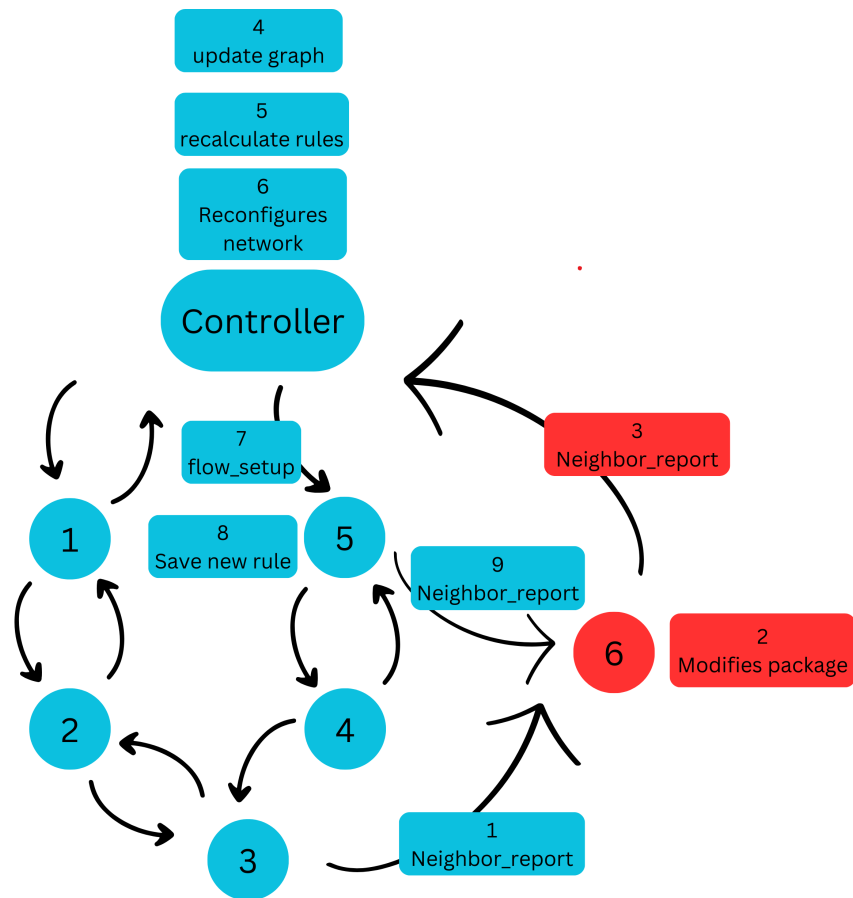 4
update graph
5
recalculate rules
6
Reconfigures
network
Controller
3
Neighbor_report
7
flow_setup
1
8
Save new rule
5
9
Neighbor_report
6
2
Modifies package
2
4
3
1
Neighbor_report